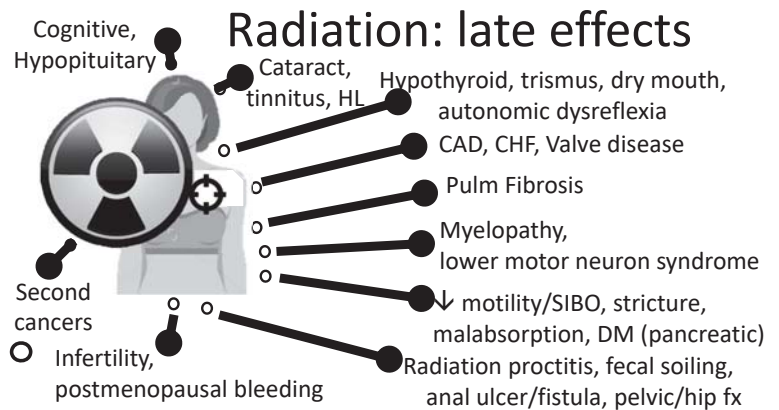 Radiation: late effects
Cognitive,
Hypopituitary
Cataract,
tinnitus, HL
Hypothyroid, trismus, dry mouth,
autonomic dysreflexia
CAD, CHF, Valve disease
Pulm Fibrosis
Myelopathy,
lower motor neuron syndrome
↓ motility/SIBO, stricture,
malabsorption, DM (pancreatic)
Radiation proctitis, fecal soiling,
anal ulcer/fistula, pelvic/hip fx
Second
cancers
Infertility,
postmenopausal bleeding